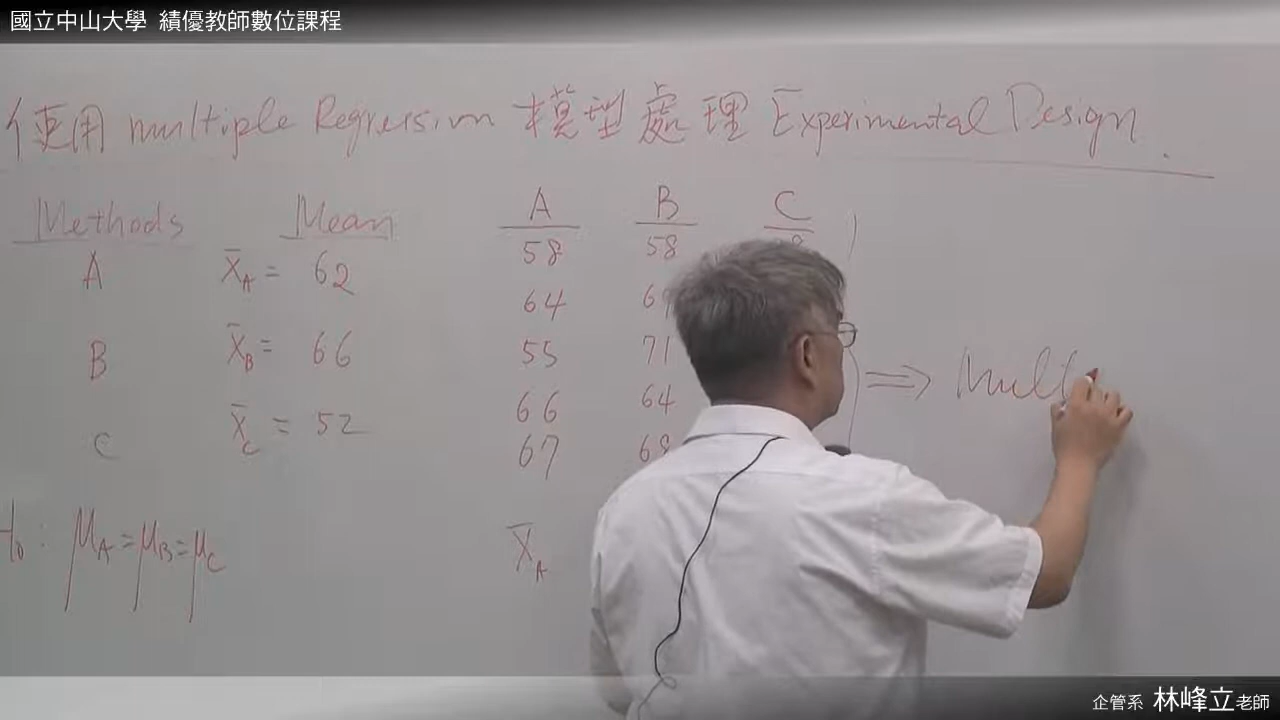 國立中山大學 績優教師數位課程
使用 multiple Regression 模型處理 Experimental Design.
Methods Mean A B C
A X̄A = 62 58 58
64
B X̄B = 66 55 71
⇒ Mult
66 64
C X̄C = 52 67
H0: μA=μB=μC X̄A
企管系 林峰立老師